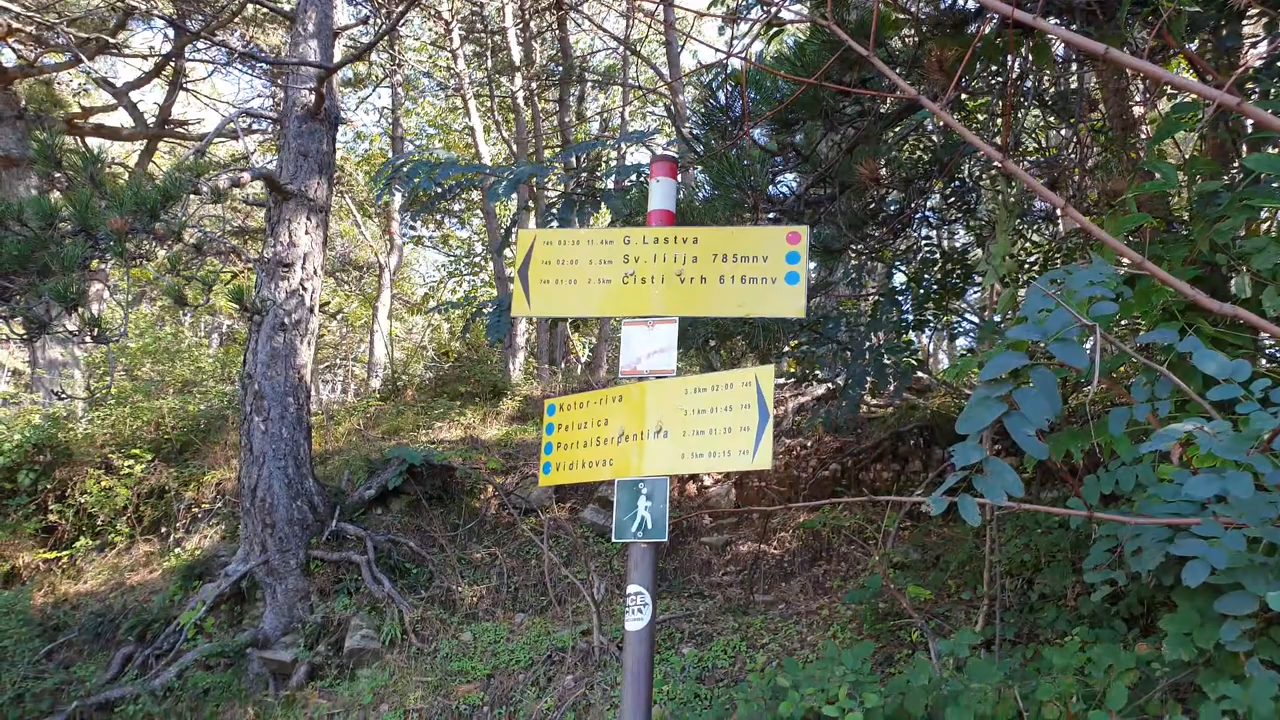 749 03:30 11.4km G.Lastva
749 02:00 5.5km Sv.Ilija 785mnv
749 01:00 2.5km Čisti vrh 616mnv
Kotor-riva 3.8km 02:00 749
Peluzica 3.1km 01:45 749
PortalSerpentina 2.7km 01:30 749
Vidikovac 0.5km 00:15 749
ICE
CITY